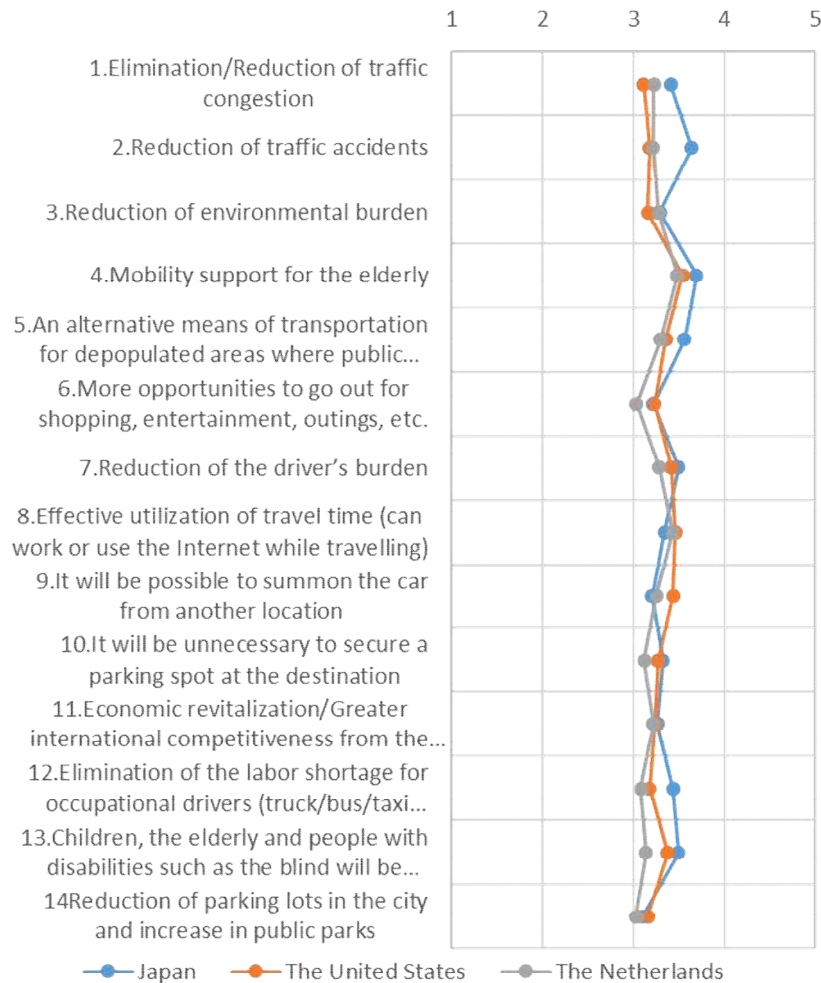 1 2 3 4 5
1.Elimination/Reduction of traffic
congestion
2.Reduction of traffic accidents
3.Reduction of environmental burden
4.Mobility support for the elderly
5.An alternative means of transportation
for depopulated areas where public...
6.More opportunities to go out for
shopping, entertainment, outings, etc.
7.Reduction of the driver’s burden
8.Effective utilization of travel time (can
work or use the Internet while travelling)
9.It will be possible to summon the car
from another location
10.It will be unnecessary to secure a
parking spot at the destination
11.Economic revitalization/Greater
international competitiveness from the...
12.Elimination of the labor shortage for
occupational drivers (truck/bus/taxi...
13.Children, the elderly and people with
disabilities such as the blind will be...
14Reduction of parking lots in the city
and increase in public parks
Japan The United States The Netherlands